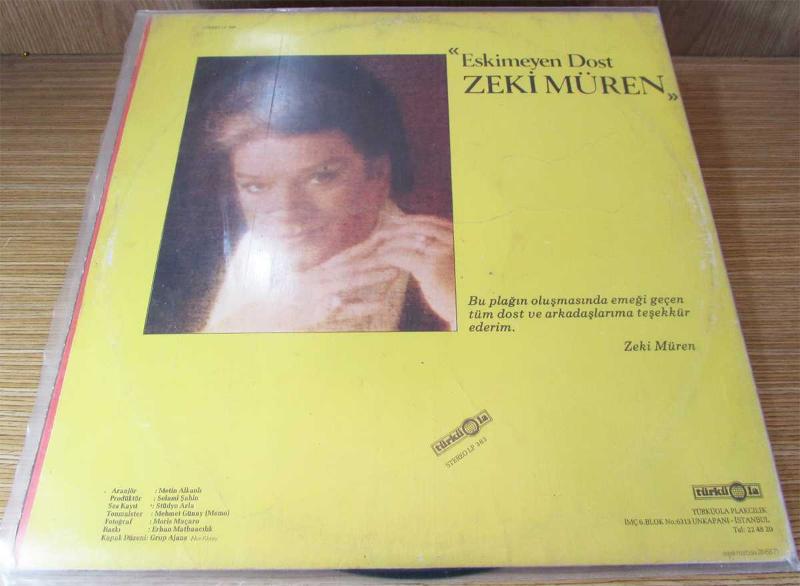 « Eskimeyen Dost
ZEKİ MÜREN »
Bu plağın oluşmasında emeği geçen
tüm dost ve arkadaşlarıma teşekkür
ederim.
Zeki Müren
türküola
STEREO LP 383
Aranjör : Metin Alkanlı
Prodüktör : Selami Şahin
Ses Kayıt : Stüdyo Arla
Tonmaister : Mehmet Günay (Memo)
Fotoğraf : Moris Maçaro
Baskı : Erhan Matbaacılık
Kapak Düzeni: Grup Ajans
türküola
TÜRKÜOLA PLAKÇILIK
İMÇ 6. BLOK No: 6313 UNKAPANI - İSTANBUL
Tel: 22 48 20